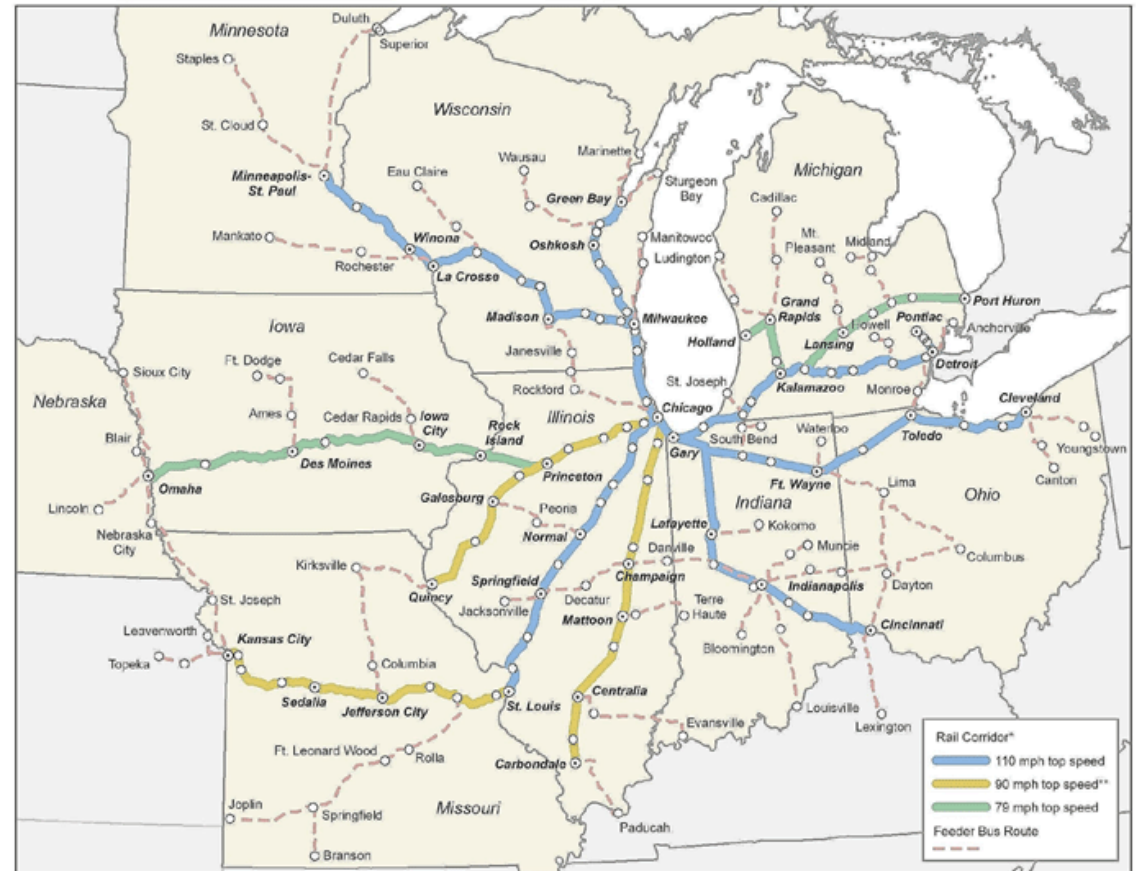 Duluth
Minnesota
Superior
Staples
Wisconsin
St. Cloud
Marinette
Wausau
Eau Claire
Michigan
Minneapolis-
St. Paul
Sturgeon
Bay
Green Bay
Cadillac
Mankato
Winona
Rochester
La Crosse
Oshkosh
Manitowoc
Ludington
Mt.
Pleasant
Midland
Madison
Milwaukee
Grand
Rapids
Port Huron
Pontiac
Anchorville
Iowa
Holland
Lansing
Howell
Detroit
Janesville
Ft. Dodge
Cedar Falls
Sioux City
Rockford
St. Joseph
Kalamazoo
Monroe
Nebraska
Ames
Cedar Rapids
Iowa
City
Illinois
Chicago
Cleveland
Rock
Island
South Bend
Waterloo
Toledo
Blair
Des Moines
Gary
Youngstown
Omaha
Princeton
Ft. Wayne
Canton
Galesburg
Lima
Ohio
Lincoln
Peoria
Indiana
Nebraska
City
Normal
Lafayette
Kokomo
Muncie
Columbus
Danville
Kirksville
Springfield
Champaign
Indianapolis
Dayton
Quincy
Jacksonville
Decatur
St. Joseph
Mattoon
Terre
Haute
Cincinnati
Leavenworth
Kansas City
Bloomington
Topeka
Columbia
Sedalia
Jefferson City
St. Louis
Centralia
Louisville
Lexington
Evansville
Ft. Leonard Wood
Rolla
Carbondale
Joplin
Springfield
Missouri
Paducah
Branson
Rail Corridor*
110 mph top speed
90 mph top speed**
79 mph top speed
Feeder Bus Route